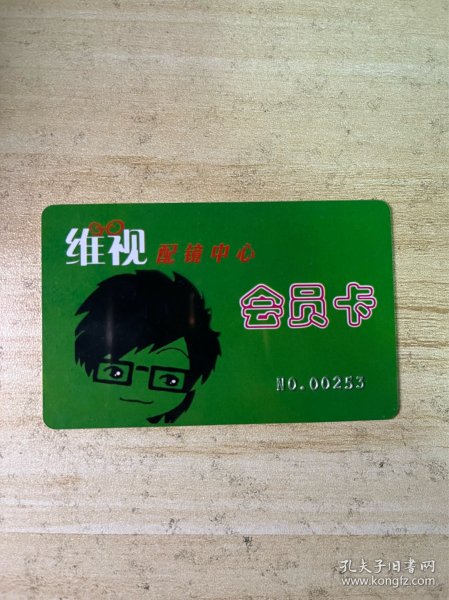 维视 配镜中心
会员卡
NO.00253
孔夫子旧书网
www.kongfz.com